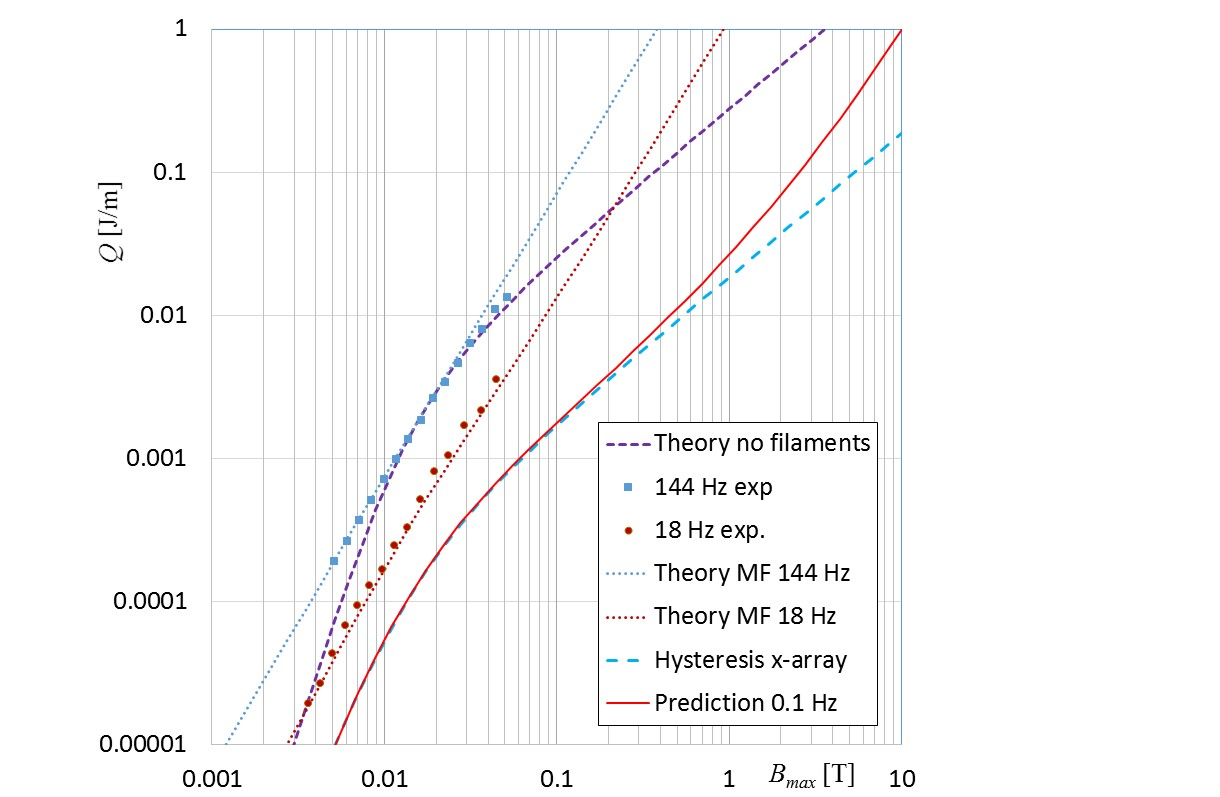 1
0.1
0.01
0.001
0.0001
0.00001
Q [J/m]
0.001
0.01
0.1
1
10
Bmax [T]
Theory no filaments
144 Hz exp
18 Hz exp.
Theory MF 144 Hz
Theory MF 18 Hz
Hysteresis x-array
Prediction 0.1 Hz